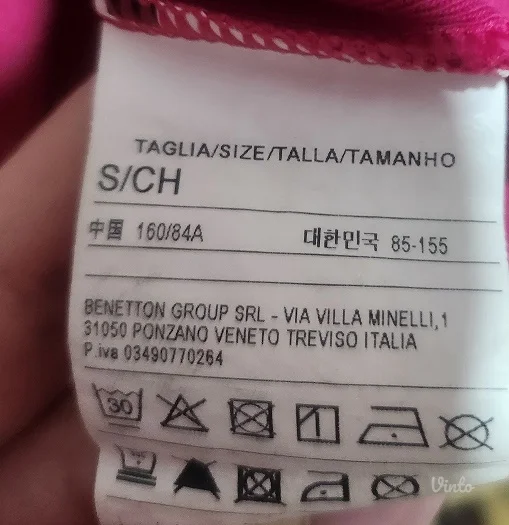 TAGLIA/SIZE/TALLA/TAMANHO
S/CH
中国 160/84A 대한민국 85-155
BENETTON GROUP SRL - VIA VILLA MINELLI,1
31050 PONZANO VENETO TREVISO ITALIA
P.iva 03490770264
30
Vinto